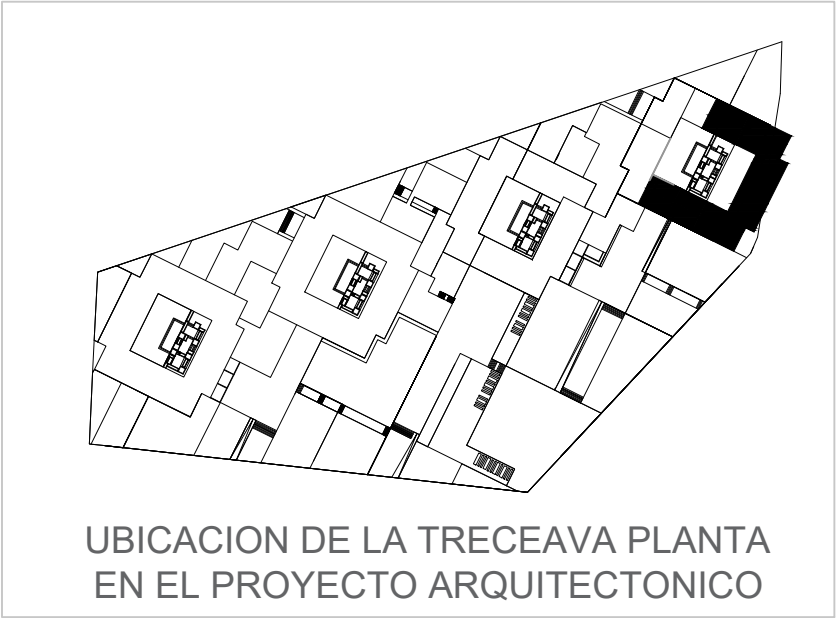 UBICACION DE LA TRECEAVA PLANTA
EN EL PROYECTO ARQUITECTONICO